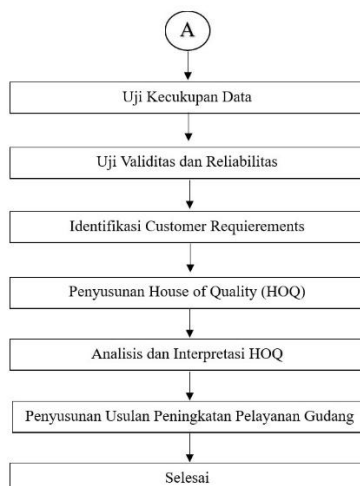 A
Uji Kecukupan Data
Uji Validitas dan Reliabilitas
Identifikasi Customer Requierements
Penyusunan House of Quality (HOQ)
Analisis dan Interpretasi HOQ
Penyusunan Usulan Peningkatan Pelayanan Gudang
Selesai